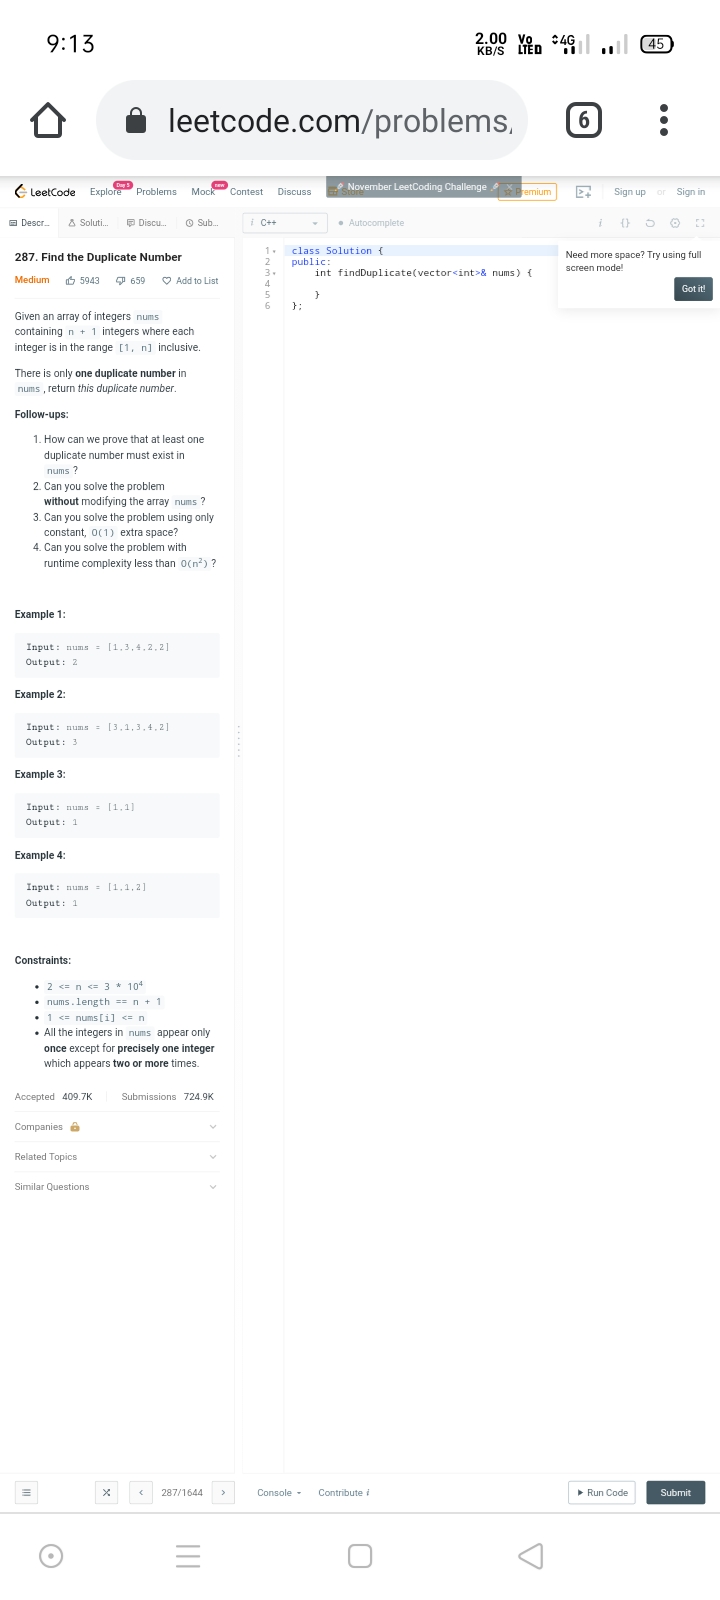 9:13
2.00
KB/S
Vo
LTE D
4G
45
leetcode.com/problems/
6
LeetCode
Explore
Day 5
Problems
Mock
new
Contest
Discuss
November LeetCoding Challenge
Premium
Sign up or Sign in
Descr...
Soluti...
Discu...
Sub...
i C++
Autocomplete
i {}
287. Find the Duplicate Number
Medium 5943 659 Add to List
Given an array of integers nums
containing n + 1 integers where each
integer is in the range [1, n] inclusive.
There is only one duplicate number in
nums , return this duplicate number.
Follow-ups:
1. How can we prove that at least one
duplicate number must exist in
nums ?
2. Can you solve the problem
without modifying the array nums ?
3. Can you solve the problem using only
constant, O(1) extra space?
4. Can you solve the problem with
runtime complexity less than O(n²) ?
Example 1:
Input: nums = [1,3,4,2,2]
Output: 2
Example 2:
Input: nums = [3,1,3,4,2]
Output: 3
Example 3:
Input: nums = [1,1]
Output: 1
Example 4:
Input: nums = [1,1,2]
Output: 1
Constraints:
• 2 <= n <= 3 * 10⁴
• nums.length == n + 1
• 1 <= nums[i] <= n
• All the integers in nums appear only
once except for precisely one integer
which appears two or more times.
Accepted 409.7K Submissions 724.9K
Companies
Related Topics
Similar Questions
1 class Solution {
2 public:
3 int findDuplicate(vector<int>& nums) {
4
5 }
6 };
Need more space? Try using full
screen mode!
Got it!
287/1644
Console
Contribute i
Run Code
Submit